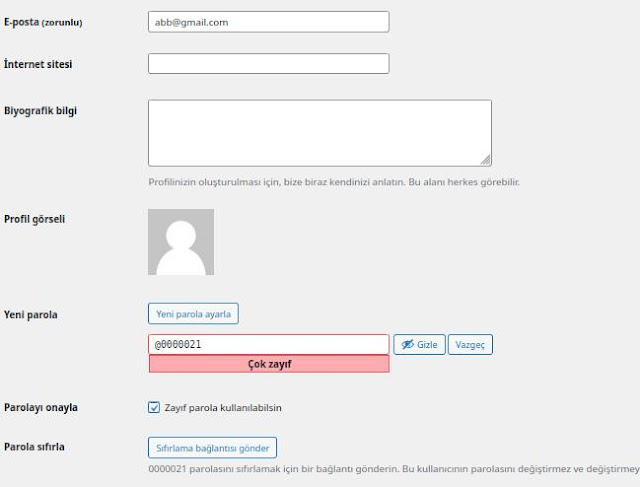 E-posta (zorunlu) abb@gmail.com
İnternet sitesi
Biyografik bilgi
Profilinizin oluşturulması için, bize biraz kendinizi anlatın. Bu alanı herkes görebilir.
Profil görseli
Yeni parola Yeni parola ayarla
@0000021 Gizle Vazgeç
Çok zayıf
Parolayı onayla Zayıf parola kullanılabilsin
Parola sıfırla Sıfırlama bağlantısı gönder
0000021 parolasını sıfırlamak için bir bağlantı gönderin. Bu kullanıcının parolasını değiştirmez ve değiştirmey